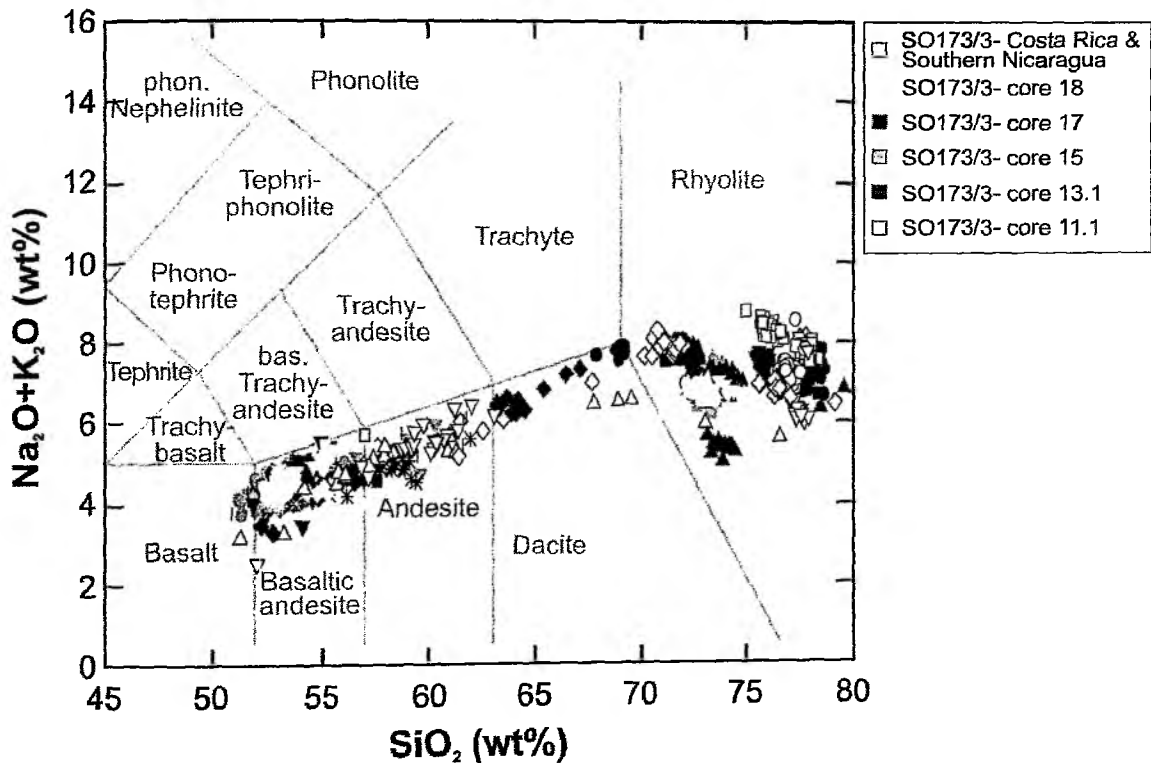 16
14
12
10
8
6
4
2
0
Na₂O+K₂O (wt%)
45
50
55
60
65
70
75
80
SiO₂ (wt%)
phon.
Nephelinite
Phonolite
Tephri-
phonolite
Rhyolite
Trachyte
Phono-
tephrite
Trachy-
andesite
Tephrite
bas.
Trachy-
andesite
Trachy
basalt
Basalt
Andesite
Dacite
Basaltic
andesite
SO173/3- Costa Rica &
Southern Nicaragua
SO173/3- core 18
SO173/3- core 17
SO173/3- core 15
SO173/3- core 13.1
SO173/3- core 11.1